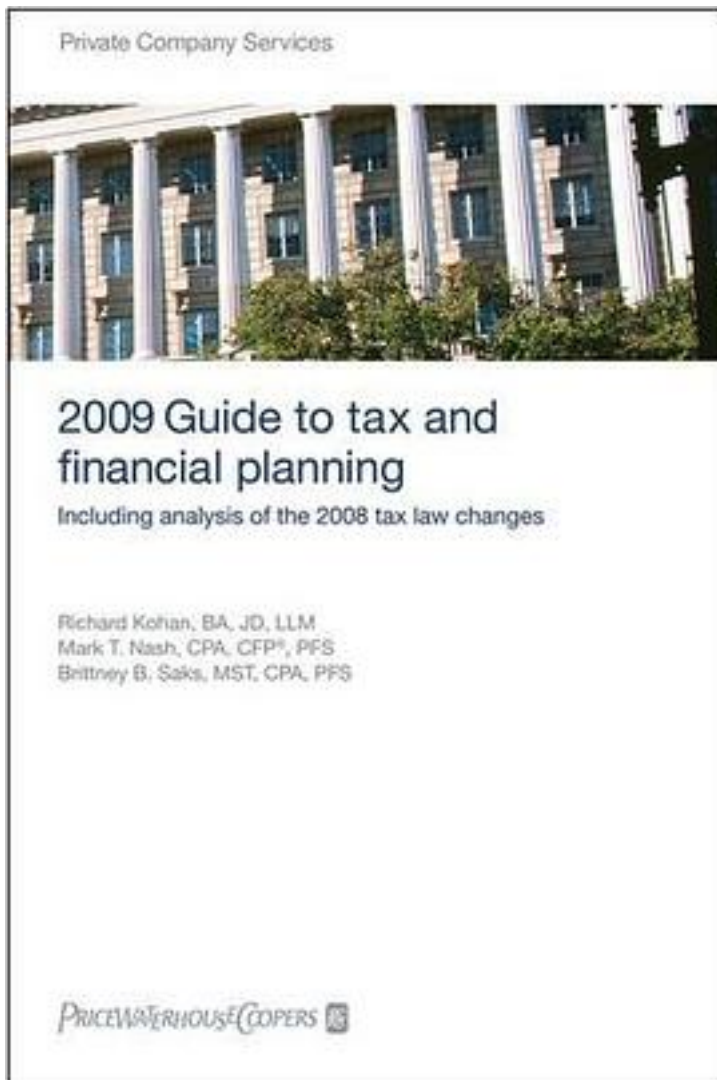 Private Company Services
2009 Guide to tax and
financial planning
Including analysis of the 2008 tax law changes
Richard Kohan, BA, JD, LLM
Mark T. Nash, CPA, CFP®, PFS
Brittney B. Saks, MST, CPA, PFS
PRICEWATERHOUSECOOPERS